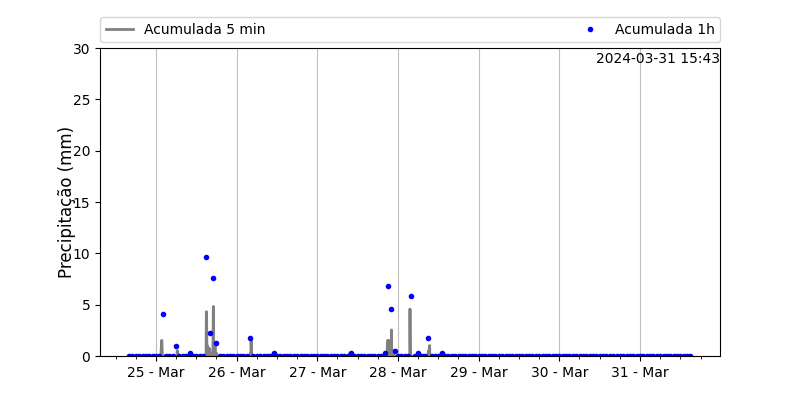 Acumulada 5 min
Acumulada 1h
2024-03-31 15:43
Precipitação (mm)
30
25
20
15
10
5
0
25 - Mar
26 - Mar
27 - Mar
28 - Mar
29 - Mar
30 - Mar
31 - Mar